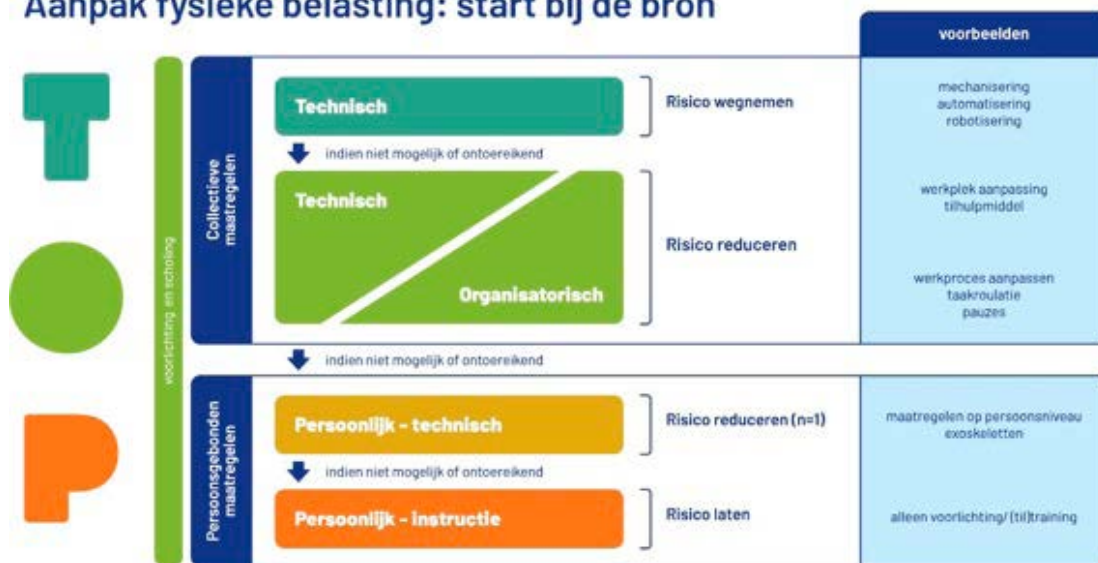 Aanpak fysieke belasting: start bij de bron
voorbeelden
T
O
P
voorlichting en scholing
Collectieve
maatregelen
Technisch
Risico wegnemen
mechanisering
automatisering
robotisering
indien niet mogelijk of ontoereikend
Technisch
Organisatorisch
Risico reduceren
werkplek aanpassing
tilhulpmiddel
werkproces aanpassen
taakroulatie
pauzes
indien niet mogelijk of ontoereikend
Persoonsgebonden
maatregelen
Persoonlijk - technisch
Risico reduceren (n=1)
maatregelen op persoonsniveau
exoskeletten
indien niet mogelijk of ontoereikend
Persoonlijk - instructie
Risico laten
alleen voorlichting/ (til)training